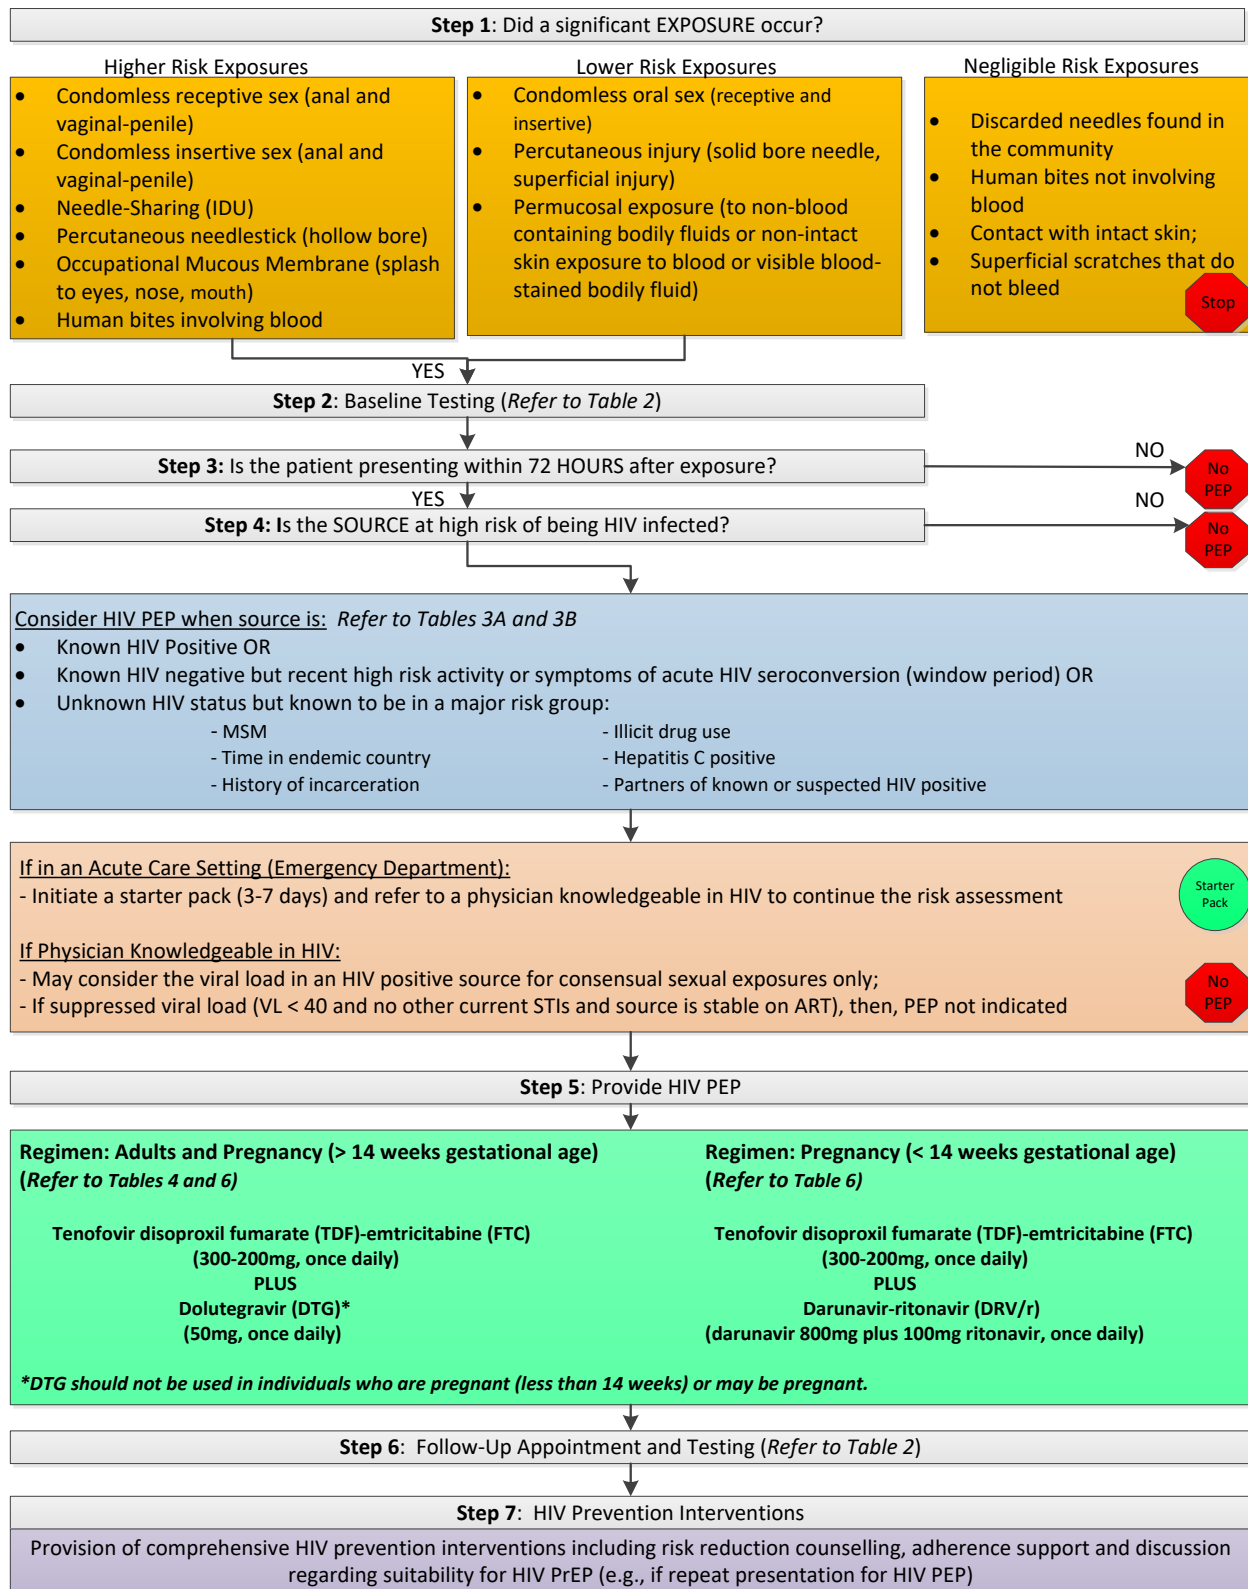 Step 1: Did a significant EXPOSURE occur?
Higher Risk Exposures
• Condomless receptive sex (anal and
vaginal-penile)
• Condomless insertive sex (anal and
vaginal-penile)
• Needle-Sharing (IDU)
• Percutaneous needlestick (hollow bore)
• Occupational Mucous Membrane (splash
to eyes, nose, mouth)
• Human bites involving blood
Lower Risk Exposures
• Condomless oral sex (receptive and
insertive)
• Percutaneous injury (solid bore needle,
superficial injury)
• Permucosal exposure (to non-blood
containing bodily fluids or non-intact
skin exposure to blood or visible blood-
stained bodily fluid)
Negligible Risk Exposures
• Discarded needles found in
the community
• Human bites not involving
blood
• Contact with intact skin;
• Superficial scratches that do
not bleed
Stop
YES
Step 2: Baseline Testing (Refer to Table 2)
Step 3: Is the patient presenting within 72 HOURS after exposure?
NO
No
PEP
YES
Step 4: Is the SOURCE at high risk of being HIV infected?
NO
No
PEP
Consider HIV PEP when source is: Refer to Tables 3A and 3B
• Known HIV Positive OR
• Known HIV negative but recent high risk activity or symptoms of acute HIV seroconversion (window period) OR
• Unknown HIV status but known to be in a major risk group:
- MSM - Illicit drug use
- Time in endemic country - Hepatitis C positive
- History of incarceration - Partners of known or suspected HIV positive
If in an Acute Care Setting (Emergency Department):
- Initiate a starter pack (3-7 days) and refer to a physician knowledgeable in HIV to continue the risk assessment
Starter
Pack
If Physician Knowledgeable in HIV:
- May consider the viral load in an HIV positive source for consensual sexual exposures only;
- If suppressed viral load (VL < 40 and no other current STIs and source is stable on ART), then, PEP not indicated
No
PEP
Step 5: Provide HIV PEP
Regimen: Adults and Pregnancy (> 14 weeks gestational age)
(Refer to Tables 4 and 6)
Tenofovir disoproxil fumarate (TDF)-emtricitabine (FTC)
(300-200mg, once daily)
PLUS
Dolutegravir (DTG)*
(50mg, once daily)
Regimen: Pregnancy (< 14 weeks gestational age)
(Refer to Table 6)
Tenofovir disoproxil fumarate (TDF)-emtricitabine (FTC)
(300-200mg, once daily)
PLUS
Darunavir-ritonavir (DRV/r)
(darunavir 800mg plus 100mg ritonavir, once daily)
*DTG should not be used in individuals who are pregnant (less than 14 weeks) or may be pregnant.
Step 6: Follow-Up Appointment and Testing (Refer to Table 2)
Step 7: HIV Prevention Interventions
Provision of comprehensive HIV prevention interventions including risk reduction counselling, adherence support and discussion
regarding suitability for HIV PrEP (e.g., if repeat presentation for HIV PEP)